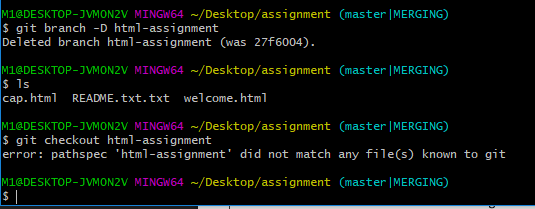 M1@DESKTOP-JVMON2V MINGW64 ~/Desktop/assignment (master|MERGING)
$ git branch -D html-assignment
Deleted branch html-assignment (was 27f6004).
M1@DESKTOP-JVMON2V MINGW64 ~/Desktop/assignment (master|MERGING)
$ ls
cap.html  README.txt.txt  welcome.html
M1@DESKTOP-JVMON2V MINGW64 ~/Desktop/assignment (master|MERGING)
$ git checkout html-assignment
error: pathspec 'html-assignment' did not match any file(s) known to git
M1@DESKTOP-JVMON2V MINGW64 ~/Desktop/assignment (master|MERGING)
$